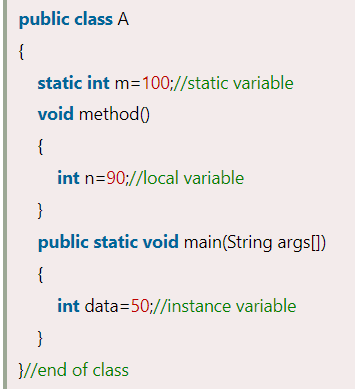 public class A
{
static int m=100;//static variable
void method()
{
int n=90;//local variable
}
public static void main(String args[])
{
int data=50;//instance variable
}
}//end of class